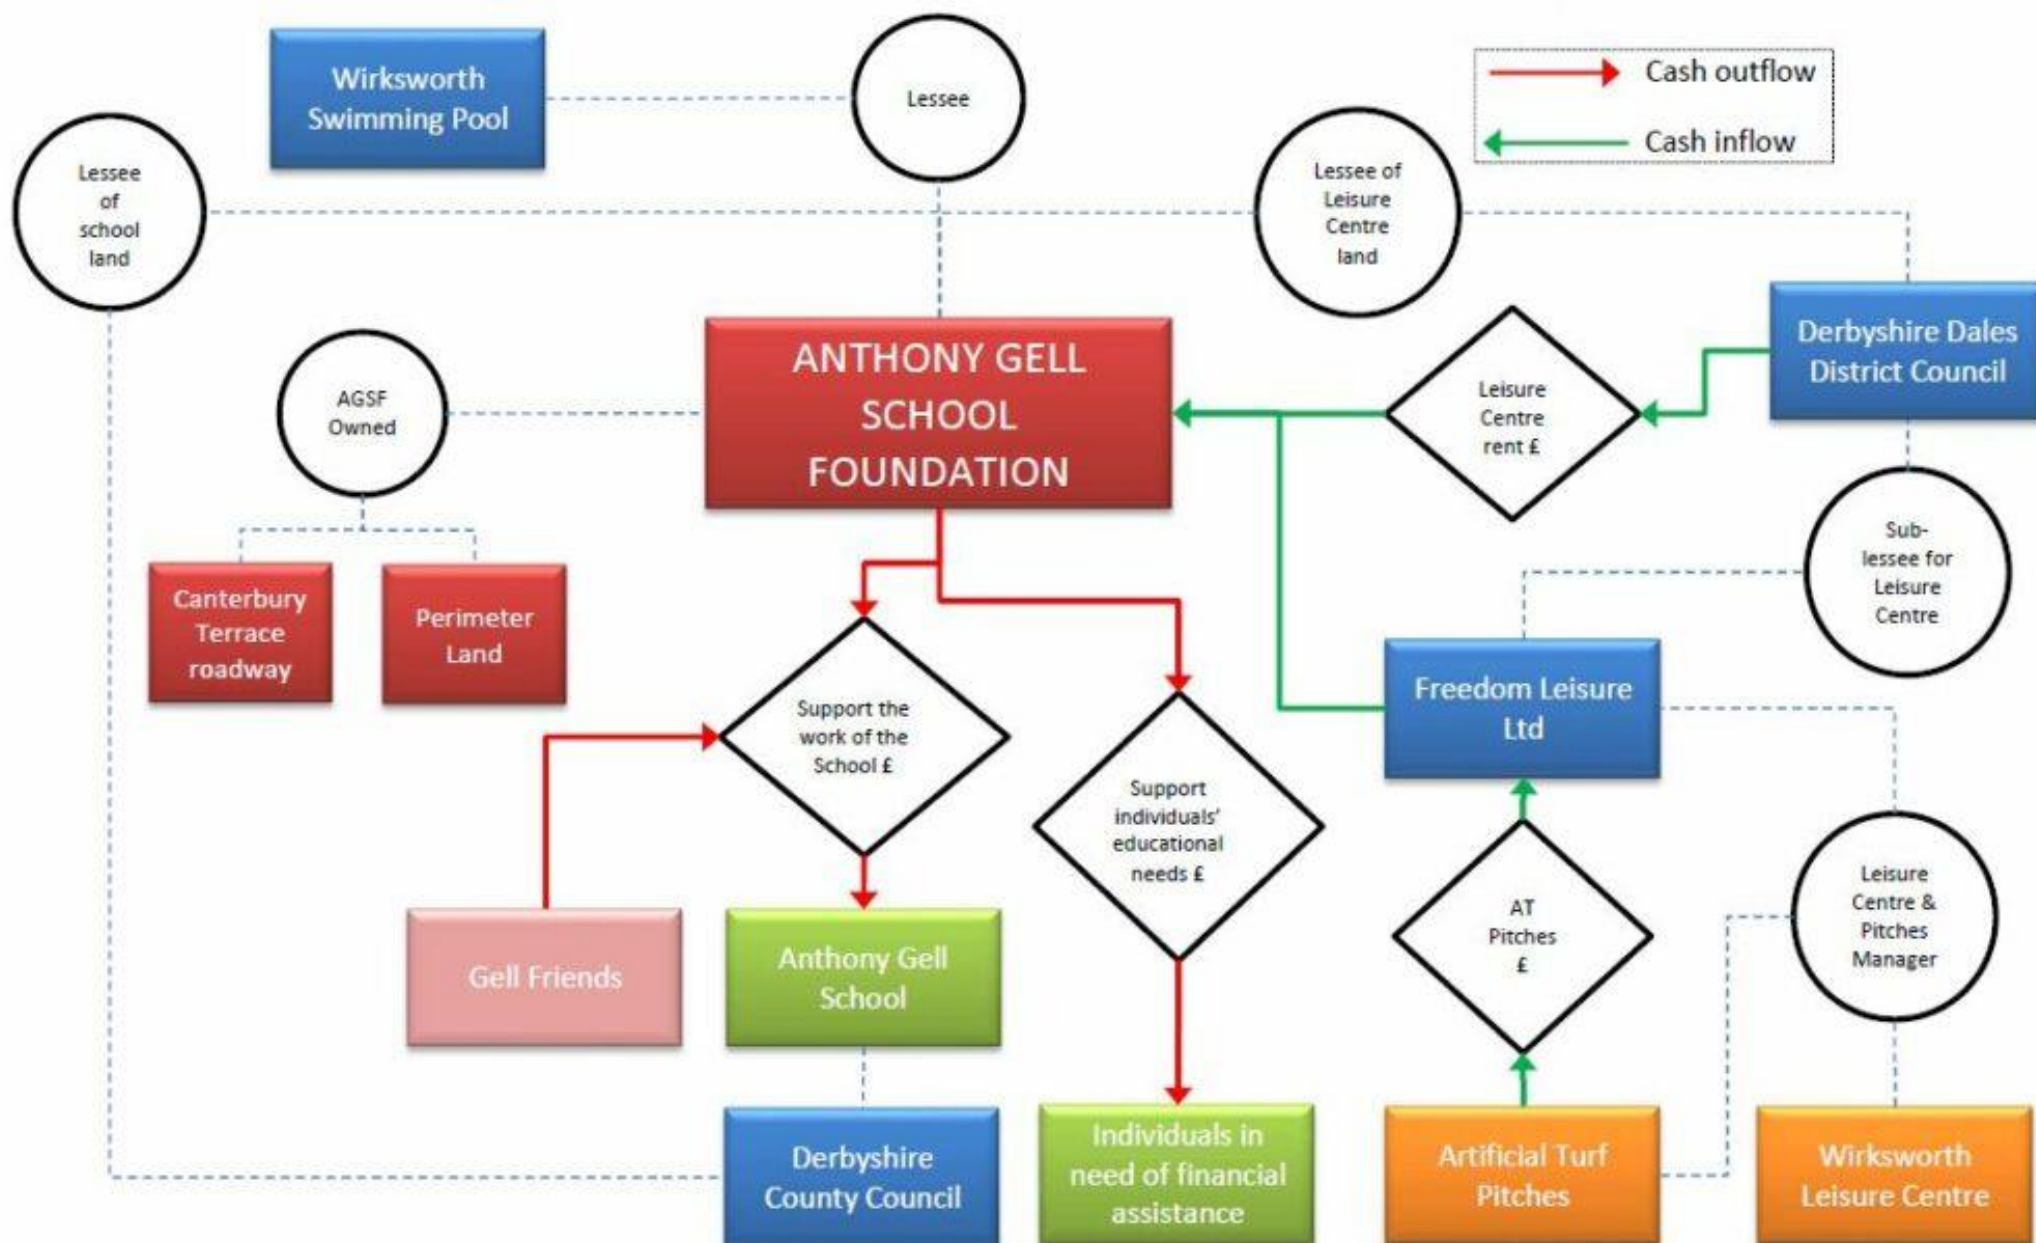 Wirksworth
Swimming Pool
Lessee
Cash outflow
Cash inflow
Lessee
of
school
land
Lessee of
Leisure
Centre
land
ANTHONY GELL
SCHOOL
FOUNDATION
Derbyshire Dales
District Council
Leisure
Centre
rent £
AGSF
Owned
Sub-
lessee for
Leisure
Centre
Canterbury
Terrace
roadway
Perimeter
Land
Freedom Leisure
Ltd
Support the
work of the
School £
Support
individuals'
educational
needs £
AT
Pitches
£
Leisure
Centre &
Pitches
Manager
Gell Friends
Anthony Gell
School
Derbyshire
County Council
Individuals in
need of financial
assistance
Artificial Turf
Pitches
Wirksworth
Leisure Centre